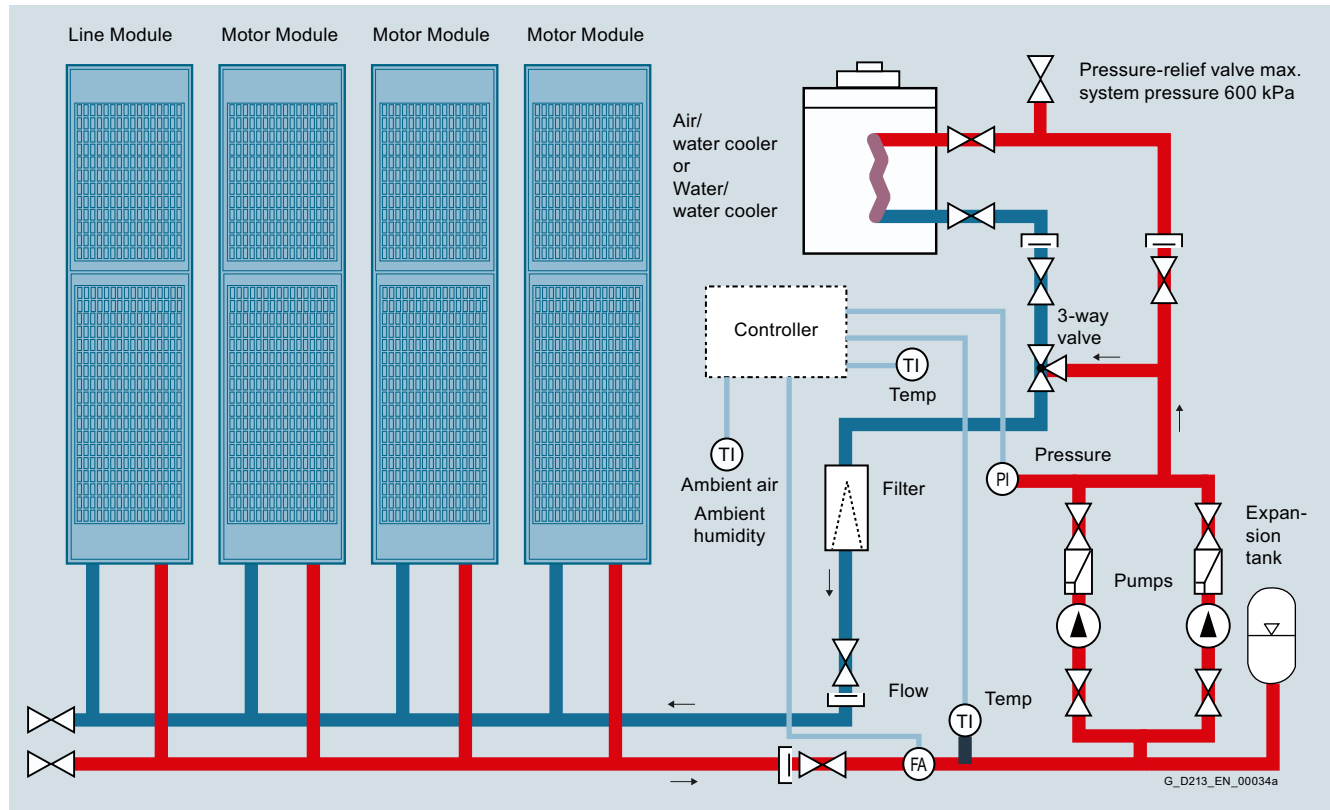 Line Module
Motor Module
Motor Module
Motor Module
Pressure-relief valve max.
system pressure 600 kPa
Air/
water cooler
or
Water/
water cooler
Controller
3-way
valve
TI
Temp
TI
Ambient air
Ambient
humidity
Filter
Pressure
PI
Expan-
sion
tank
Pumps
Flow
Temp
TI
FA
G_D213_EN_00034a